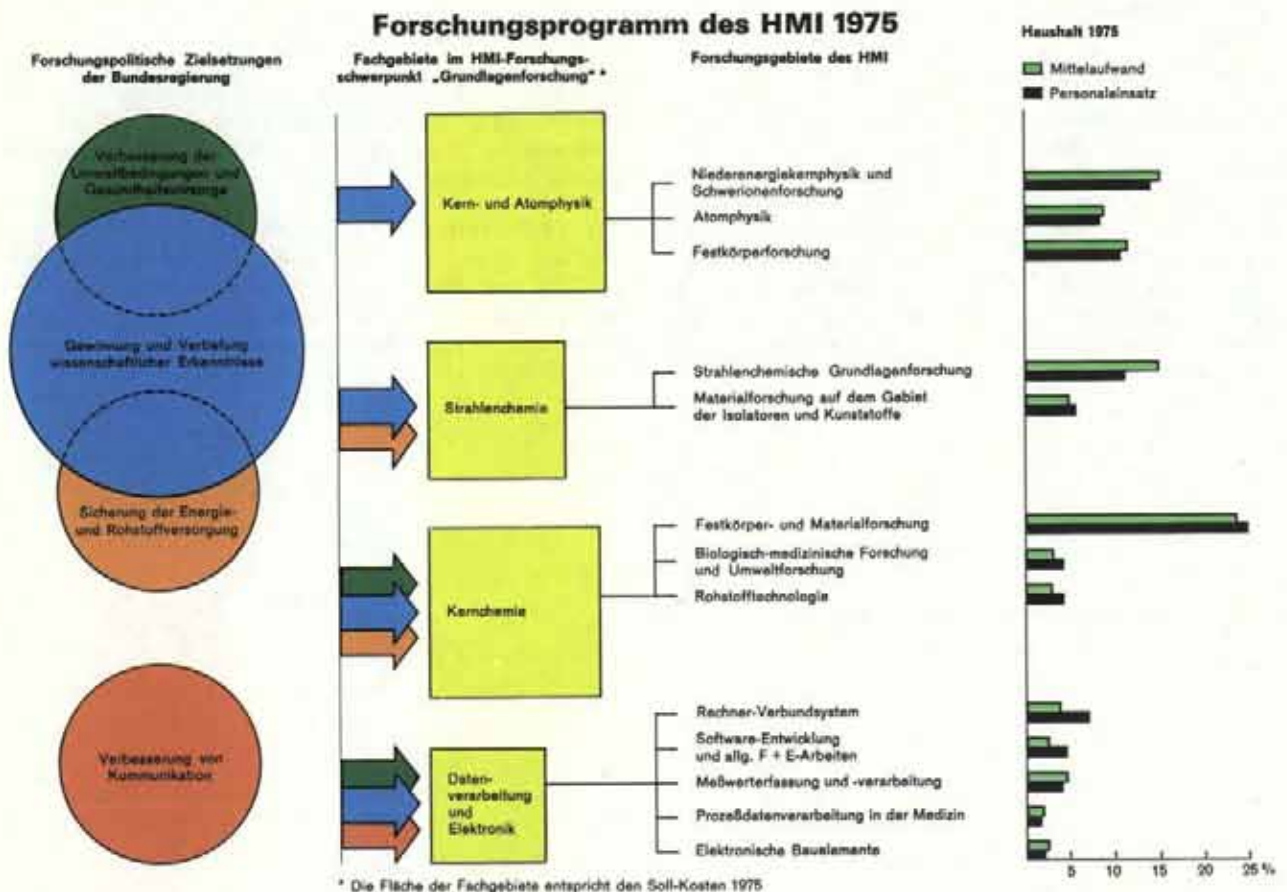 Forschungsprogramm des HMI 1975
Forschungspolitische Zielsetzungen
der Bundesregierung
Fachgebiete im HMI-Forschungs-
schwerpunkt „Grundlagenforschung" *
Forschungsgebiete des HMI
Haushalt 1975
Mittelaufwand
Personaleinsatz
Verbesserung der
Umweltbedingungen und
Gesundheitsvorsorge
Gewinnung und Vertiefung
wissenschaftlicher Erkenntnisse
Sicherung der Energie-
und Rohstoffversorgung
Verbesserung von
Kommunikation
Kern- und Atomphysik
Niederenergiekernphysik und
Schwerionenforschung
Atomphysik
Festkörperforschung
Strahlenchemie
Strahlenchemische Grundlagenforschung
Materialforschung auf dem Gebiet
der Isolatoren und Kunststoffe
Kernchemie
Festkörper- und Materialforschung
Biologisch-medizinische Forschung
und Umweltforschung
Rohstofftechnologie
Daten-
verarbeitung
und
Elektronik
Rechner-Verbundsystem
Software-Entwicklung
und allg. F + E-Arbeiten
Meßwerterfassung und -verarbeitung
Prozeßdatenverarbeitung in der Medizin
Elektronische Bauelemente
5 10 15 20 25 %
* Die Fläche der Fachgebiete entspricht den Soll-Kosten 1975